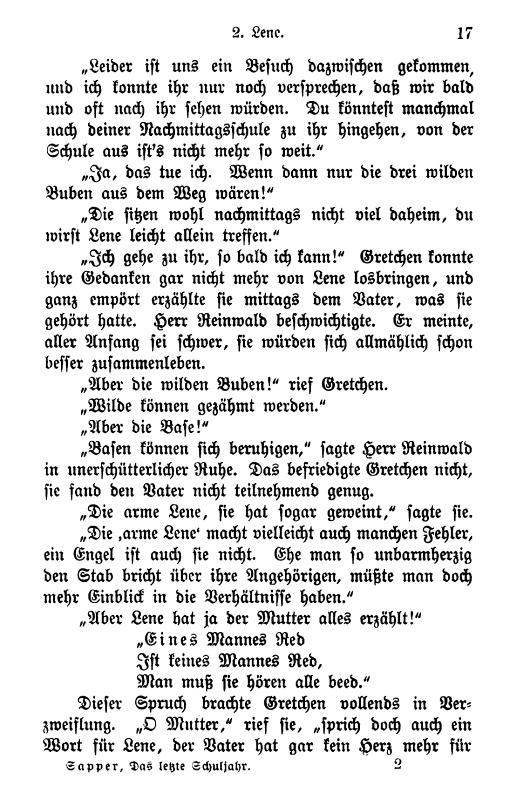 2. Lene.
17
„Leider ist uns ein Besuch dazwischen gekommen,
und ich konnte ihr nur noch versprechen, daß wir bald
und oft nach ihr sehen würden. Du könntest manchmal
nach deiner Nachmittagsschule zu ihr hingehen, von der
Schule aus ist's nicht mehr so weit.“
„Ja, das tue ich. Wenn dann nur die drei wilden
Buben aus dem Weg wären!“
„Die sitzen wohl nachmittags nicht viel daheim, du
wirst Lene leicht allein treffen.“
„Ich gehe zu ihr, so bald ich kann!“ Gretchen konnte
ihre Gedanken gar nicht mehr von Lene losbringen, und
ganz empört erzählte sie mittags dem Vater, was sie
gehört hatte. Herr Reinwald beschwichtigte. Er meinte,
aller Anfang sei schwer, sie würden sich allmählich schon
besser zusammenleben.
„Aber die wilden Buben!“ rief Gretchen.
„Wilde können gezähmt werden.“
„Aber die Base!“
„Basen können sich beruhigen,“ sagte Herr Reinwald
in unerschütterlicher Ruhe. Das befriedigte Gretchen nicht,
sie fand den Vater nicht teilnehmend genug.
„Die arme Lene, sie hat sogar geweint,“ sagte sie.
„Die ‚arme Lene‘ macht vielleicht auch manchen Fehler,
ein Engel ist auch sie nicht. Ehe man so unbarmherzig
den Stab bricht über ihre Angehörigen, müßte man doch
mehr Einblick in die Verhältnisse haben.“
„Aber Lene hat ja der Mutter alles erzählt!“
„Eines Mannes Red
Ist keines Mannes Red,
Man muß sie hören alle beed.“
Dieser Spruch brachte Gretchen vollends in Ver-
zweiflung. „O Mutter,“ rief sie, „sprich doch auch ein
Wort für Lene, der Vater hat gar kein Herz mehr für
Sapper, Das letzte Schuljahr.
2